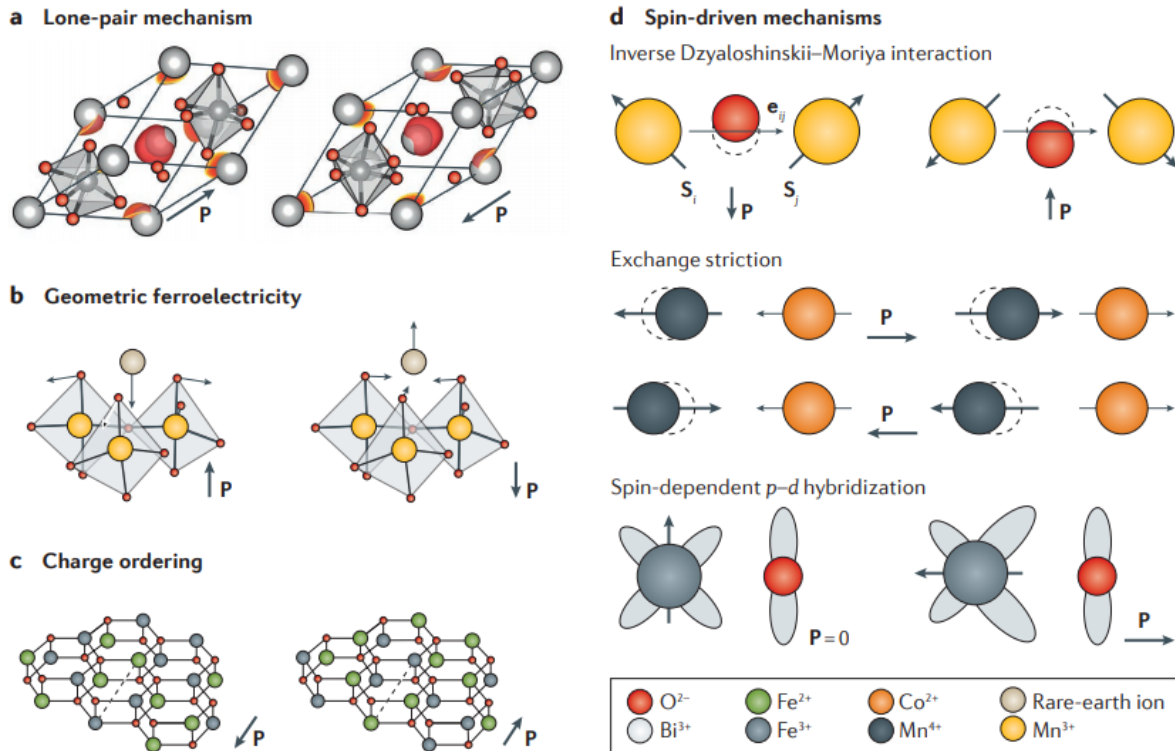 a Lone-pair mechanism
P
P
b Geometric ferroelectricity
P
P
c Charge ordering
P
P
d Spin-driven mechanisms
Inverse Dzyaloshinskii–Moriya interaction
e_ij
S_i S_j
P
P
Exchange striction
P
P
Spin-dependent p–d hybridization
P = 0
P
O²⁻ Fe²⁺ Co²⁺ Rare-earth ion
Bi³⁺ Fe³⁺ Mn⁴⁺ Mn³⁺